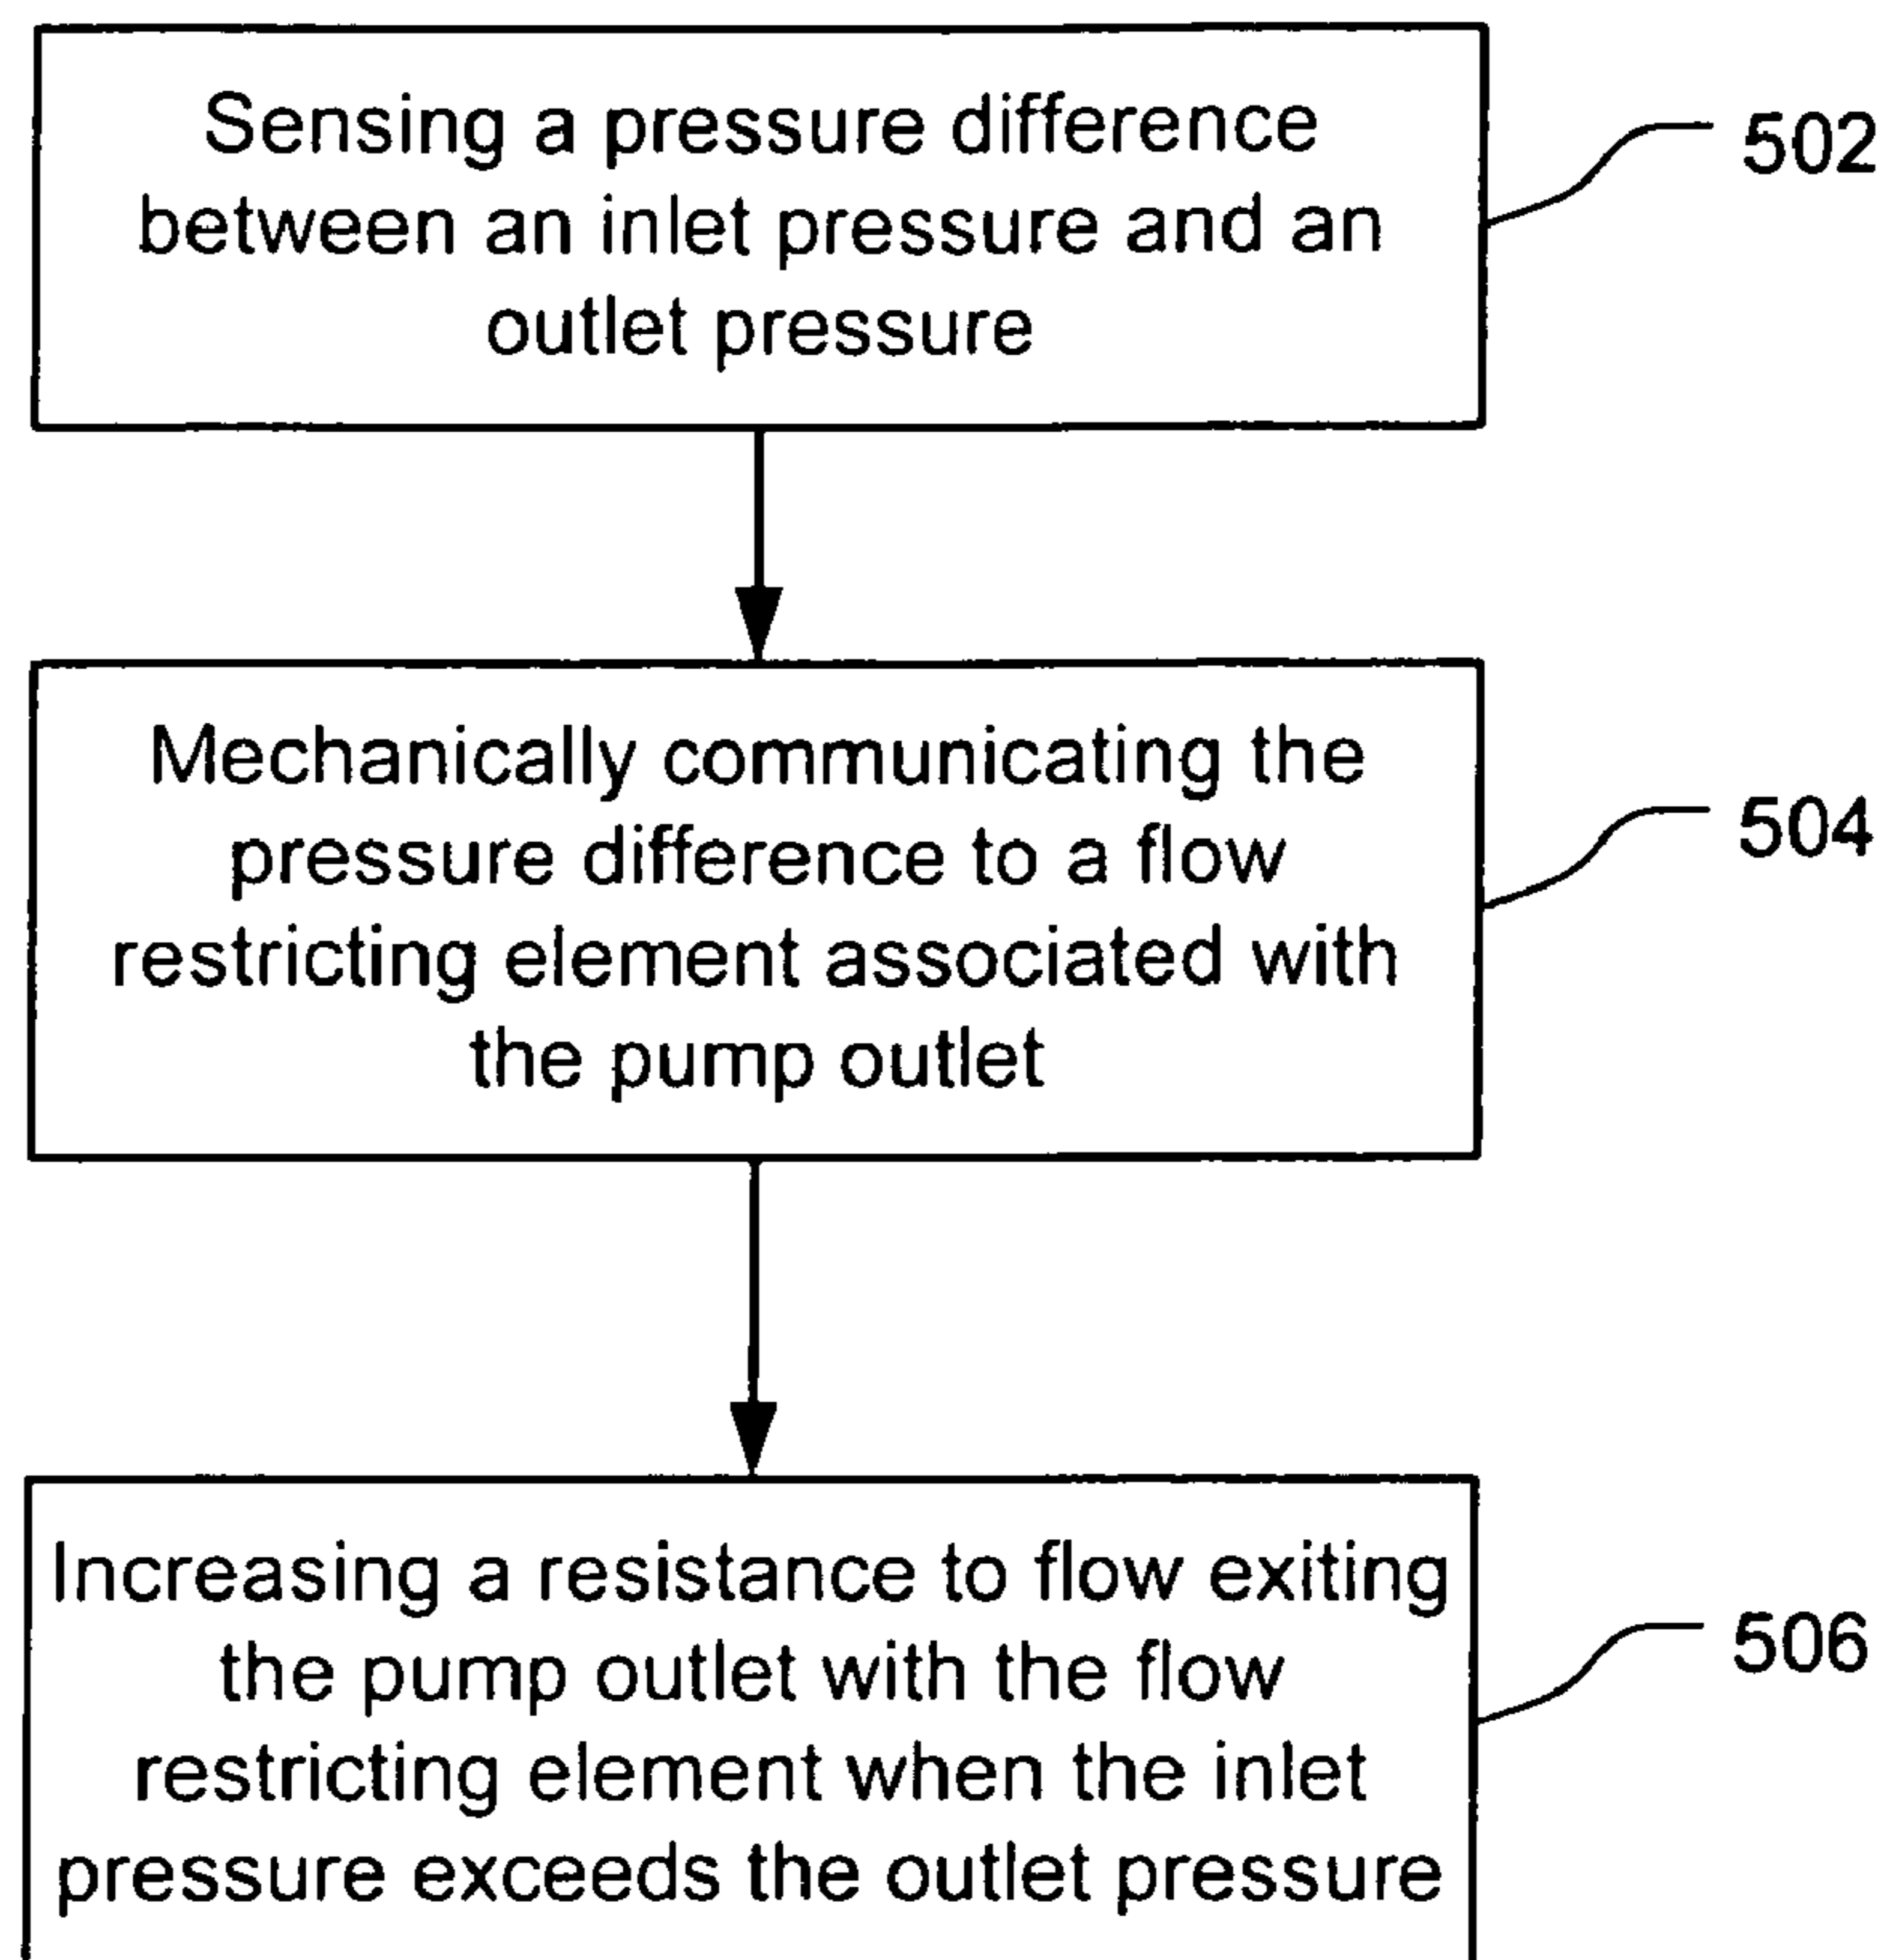 Sensing a pressure difference
between an inlet pressure and an
outlet pressure
502
Mechanically communicating the
pressure difference to a flow
restricting element associated with
the pump outlet
504
Increasing a resistance to flow exiting
the pump outlet with the flow
restricting element when the inlet
pressure exceeds the outlet pressure
506